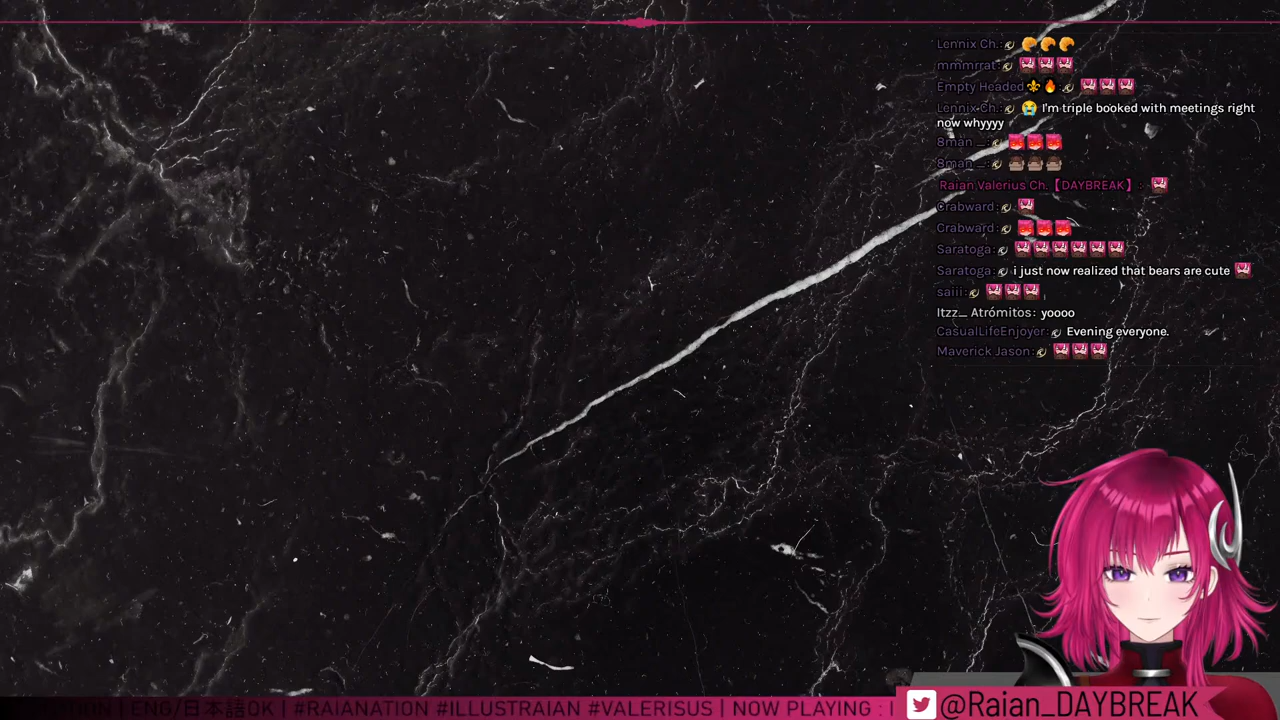 Lennix Ch.:
mmmrrat:
Empty Headed
Lennix Ch.: I'm triple booked with meetings right
now whyyyy
8man _:
8man _:
Raian Valerius Ch.【DAYBREAK】:
Crabward:
Crabward:
Saratoga:
Saratoga: i just now realized that bears are cute
saiii:
Itzz_ Atrómitos: yoooo
CasualLifeEnjoyer: Evening everyone.
Maverick Jason:
| ENG/日本語OK | #RAIANATION #ILLUSTRAIAN #VALERISUS | NOW PLAYING : I
@Raian_DAYBREAK